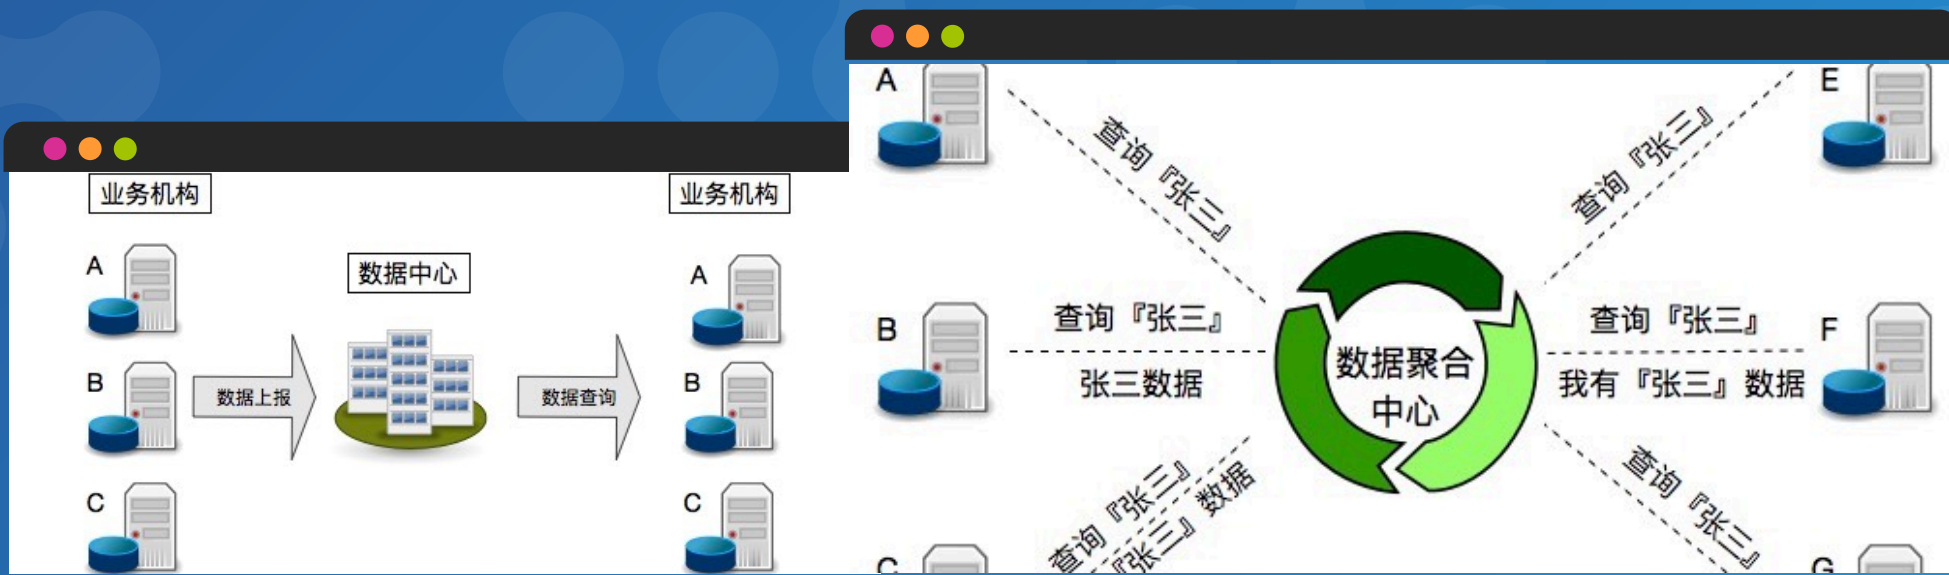 业务机构
业务机构
A
数据中心
A
B
数据上报
数据查询
B
C
C
A
查询『张三』
查询『张三』
E
B
查询『张三』
张三数据
数据聚合
中心
查询『张三』
我有『张三』数据
F
查询『张三』
『张三』数据
查询『张三』
C
G